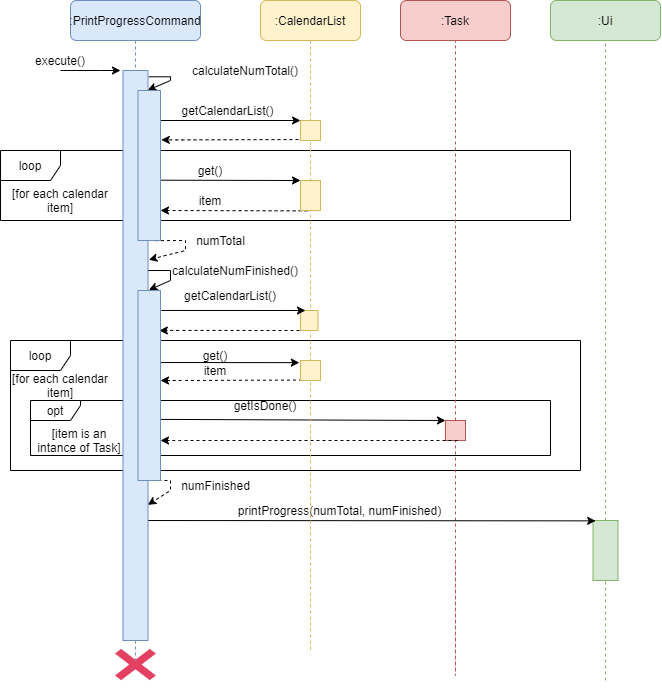 :PrintProgressCommand
:CalendarList
:Task
:Ui
execute()
calculateNumTotal()
getCalendarList()
loop
get()
[for each calendar
item]
item
numTotal
calculateNumFinished()
getCalendarList()
loop
get()
item
[for each calendar
item]
opt
getIsDone()
[item is an
intance of Task]
numFinished
printProgress(numTotal, numFinished)